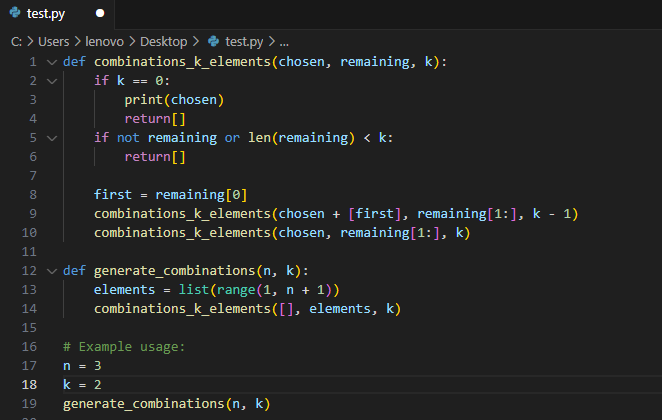 test.py
C: > Users > lenovo > Desktop > test.py > ...
1 def combinations_k_elements(chosen, remaining, k):
2     if k == 0:
3         print(chosen)
4         return[]
5     if not remaining or len(remaining) < k:
6         return[]
7
8     first = remaining[0]
9     combinations_k_elements(chosen + [first], remaining[1:], k - 1)
10     combinations_k_elements(chosen, remaining[1:], k)
11
12 def generate_combinations(n, k):
13     elements = list(range(1, n + 1))
14     combinations_k_elements([], elements, k)
15
16 # Example usage:
17 n = 3
18 k = 2
19 generate_combinations(n, k)